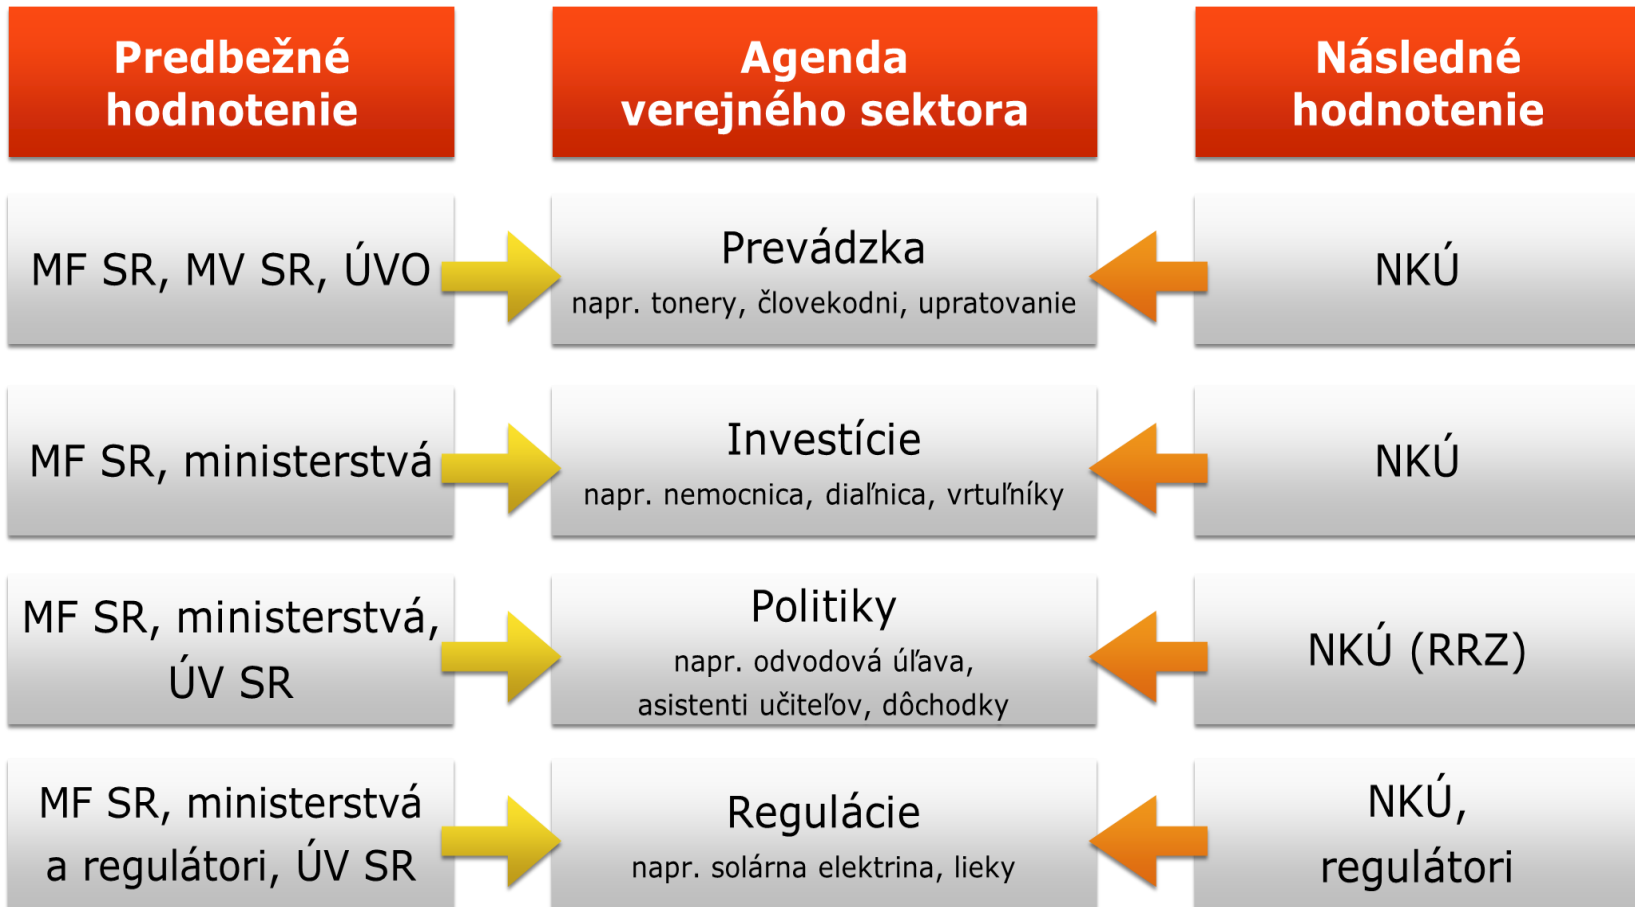 Predbežné
hodnotenie
Agenda
verejného sektora
Následné
hodnotenie
MF SR, MV SR, ÚVO
Prevádzka
napr. tonery, človekodni, upratovanie
NKÚ
MF SR, ministerstvá
Investície
napr. nemocnica, diaľnica, vrtuľníky
NKÚ
MF SR, ministerstvá,
ÚV SR
Politiky
napr. odvodová úľava,
asistenti učiteľov, dôchodky
NKÚ (RRZ)
MF SR, ministerstvá
a regulátori, ÚV SR
Regulácie
napr. solárna elektrina, lieky
NKÚ,
regulátori